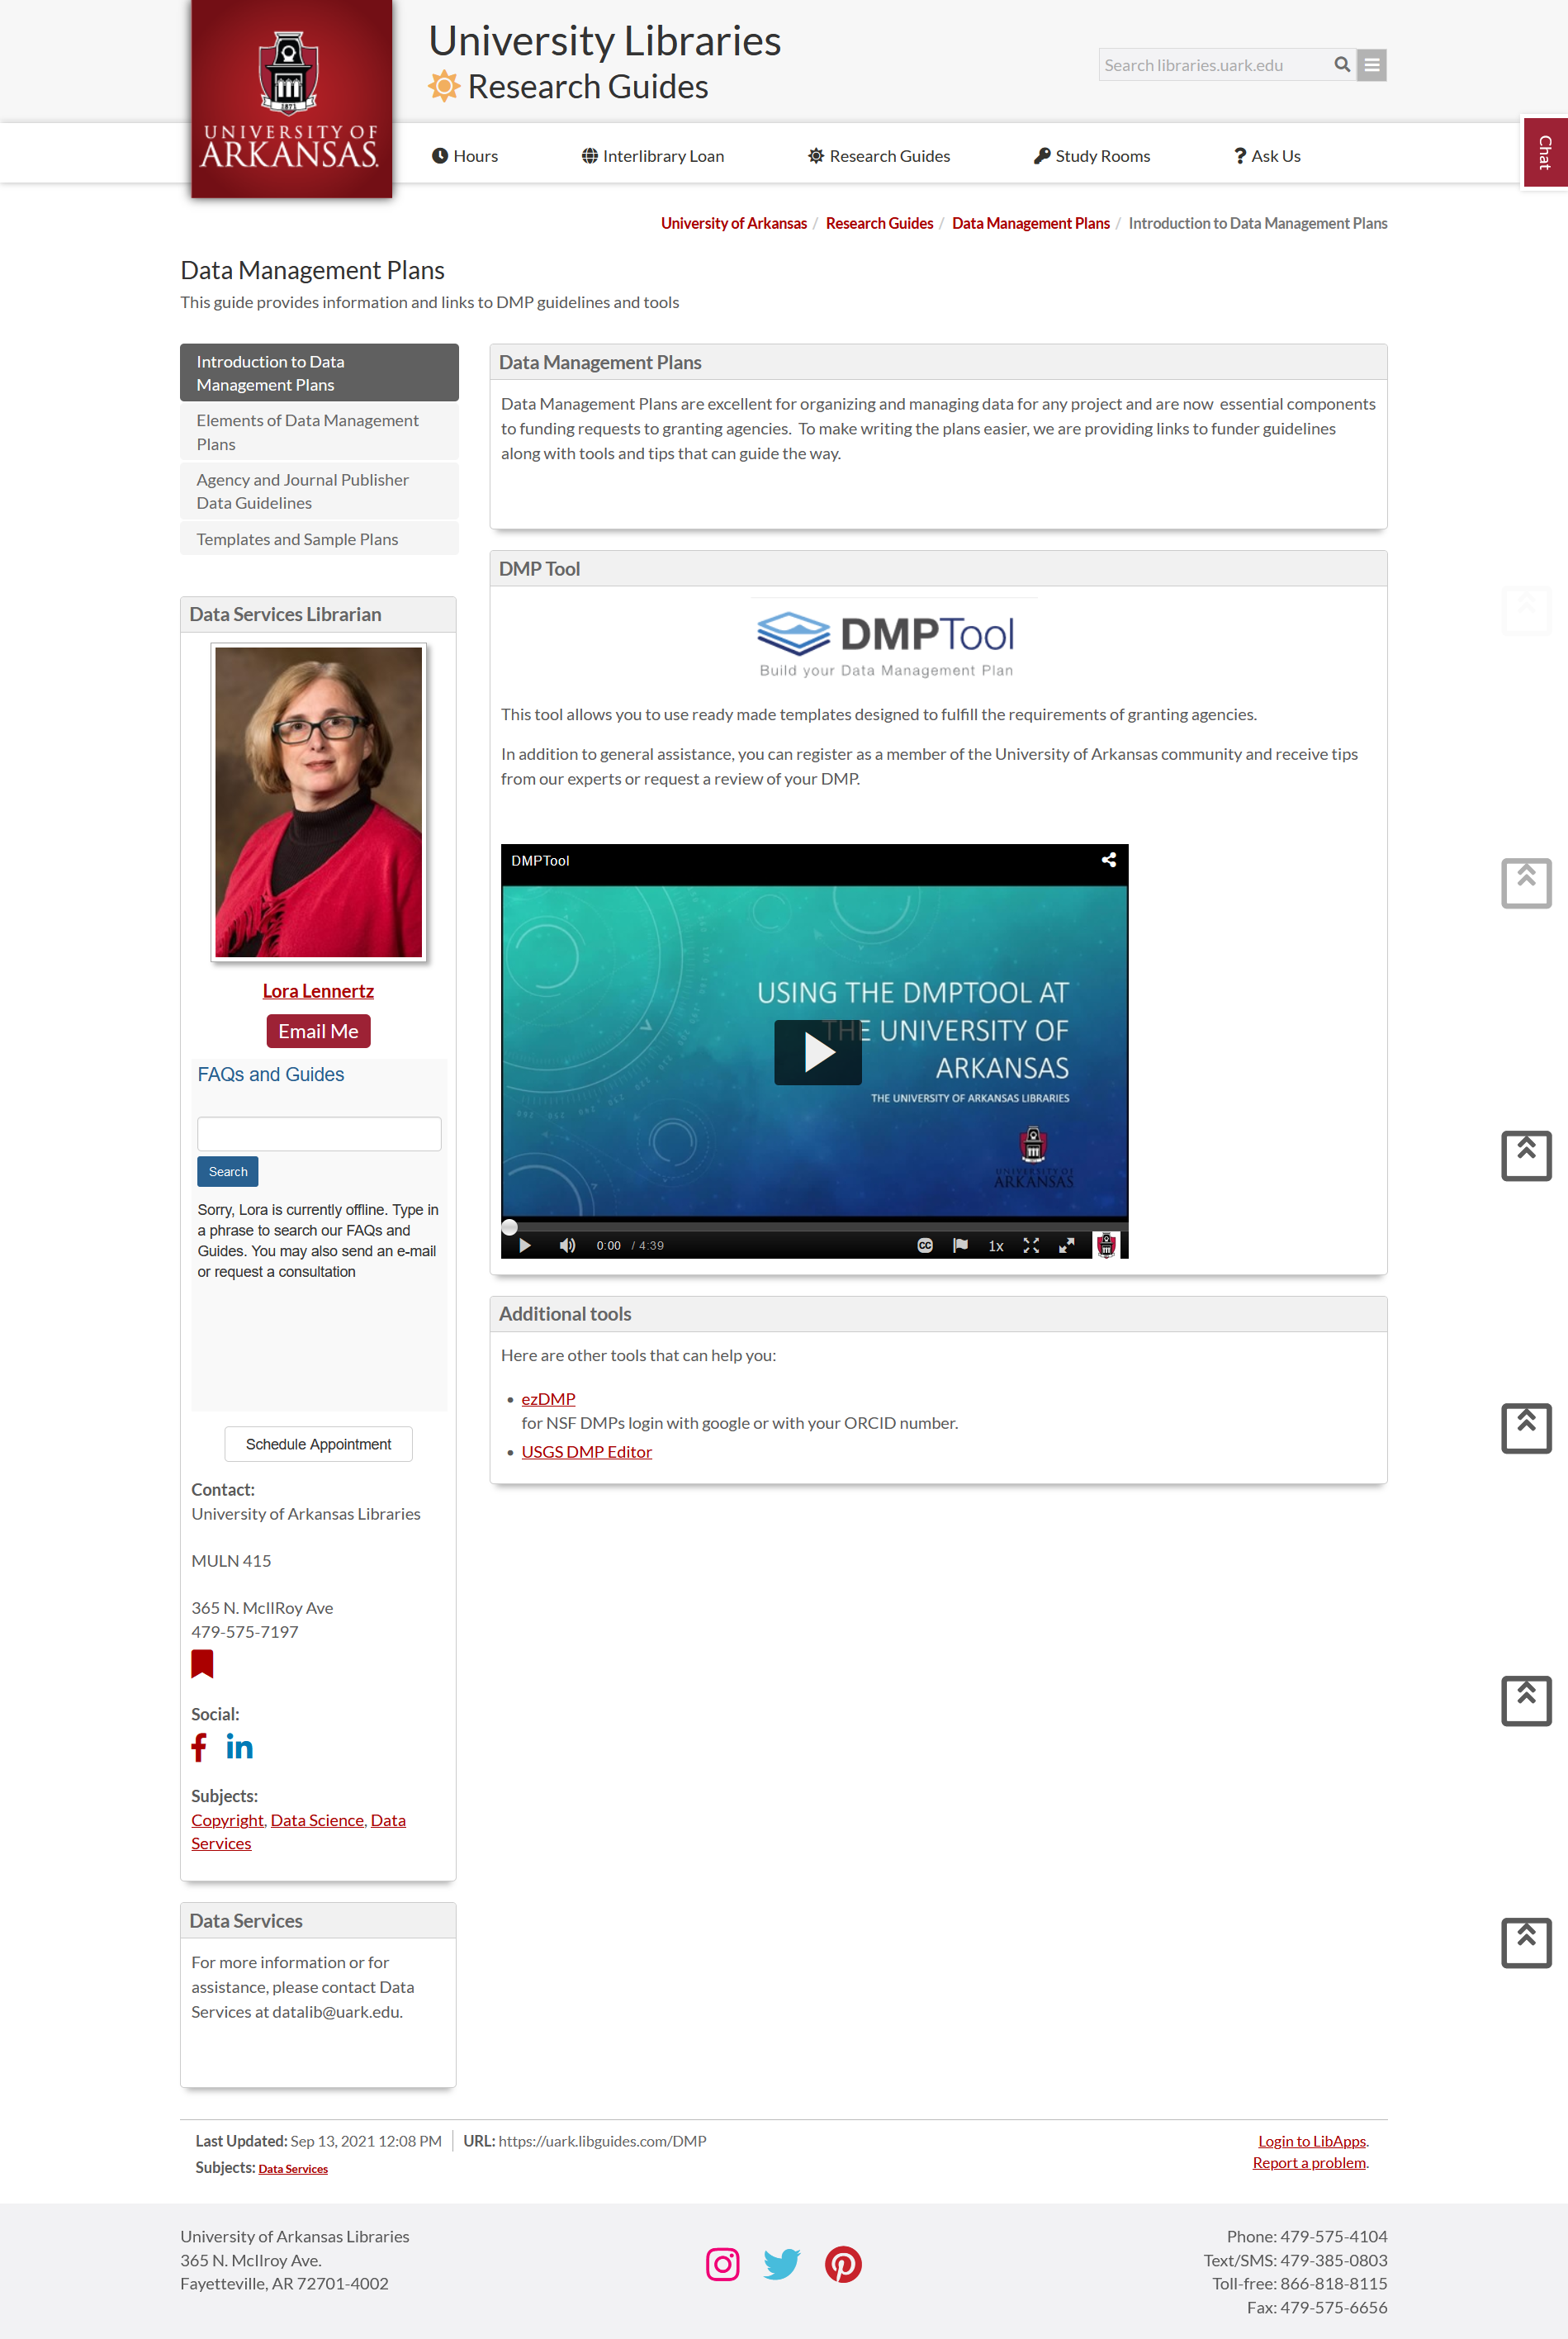 University Libraries
Research Guides
Search libraries.uark.edu
1871
UNIVERSITY OF
ARKANSAS.
Hours
Interlibrary Loan
Research Guides
Study Rooms
Ask Us
Chat
University of Arkansas / Research Guides / Data Management Plans / Introduction to Data Management Plans
Data Management Plans
This guide provides information and links to DMP guidelines and tools
Introduction to Data
Management Plans
Elements of Data Management
Plans
Agency and Journal Publisher
Data Guidelines
Templates and Sample Plans
Data Services Librarian
Lora Lennertz
Email Me
FAQs and Guides
Search
Sorry, Lora is currently offline. Type in
a phrase to search our FAQs and
Guides. You may also send an e-mail
or request a consultation
Schedule Appointment
Contact:
University of Arkansas Libraries
MULN 415
365 N. McIlRoy Ave
479-575-7197
Social:
Subjects:
Copyright, Data Science, Data
Services
Data Services
For more information or for
assistance, please contact Data
Services at datalib@uark.edu.
Data Management Plans
Data Management Plans are excellent for organizing and managing data for any project and are now  essential components
to funding requests to granting agencies.  To make writing the plans easier, we are providing links to funder guidelines
along with tools and tips that can guide the way.
DMP Tool
DMPTool
Build your Data Management Plan
This tool allows you to use ready made templates designed to fulfill the requirements of granting agencies.
In addition to general assistance, you can register as a member of the University of Arkansas community and receive tips
from our experts or request a review of your DMP.
DMPTool
USING THE DMPTOOL AT
THE UNIVERSITY OF
ARKANSAS
THE UNIVERSITY OF ARKANSAS LIBRARIES
UNIVERSITY OF
ARKANSAS
0:00 / 4:39
CC
1x
Additional tools
Here are other tools that can help you:
• ezDMP
for NSF DMPs login with google or with your ORCID number.
• USGS DMP Editor
Last Updated: Sep 13, 2021 12:08 PM
URL: https://uark.libguides.com/DMP
Subjects: Data Services
Login to LibApps.
Report a problem.
University of Arkansas Libraries
365 N. McIlroy Ave.
Fayetteville, AR 72701-4002
Phone: 479-575-4104
Text/SMS: 479-385-0803
Toll-free: 866-818-8115
Fax: 479-575-6656